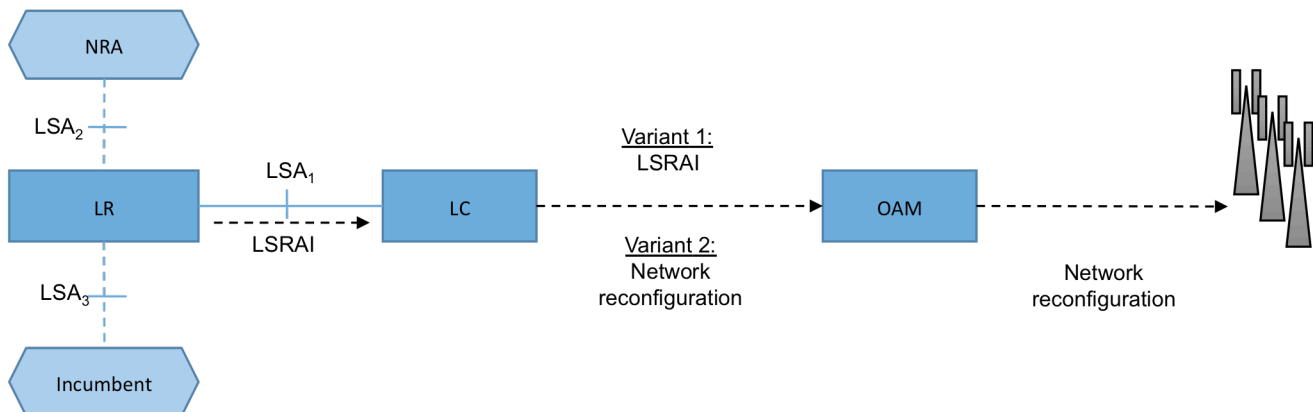 NRA
LSA2
LSA1
Variant 1:
LSRAI
LR
LC
OAM
LSRAI
Variant 2:
Network
reconfiguration
Network
reconfiguration
LSA3
Incumbent